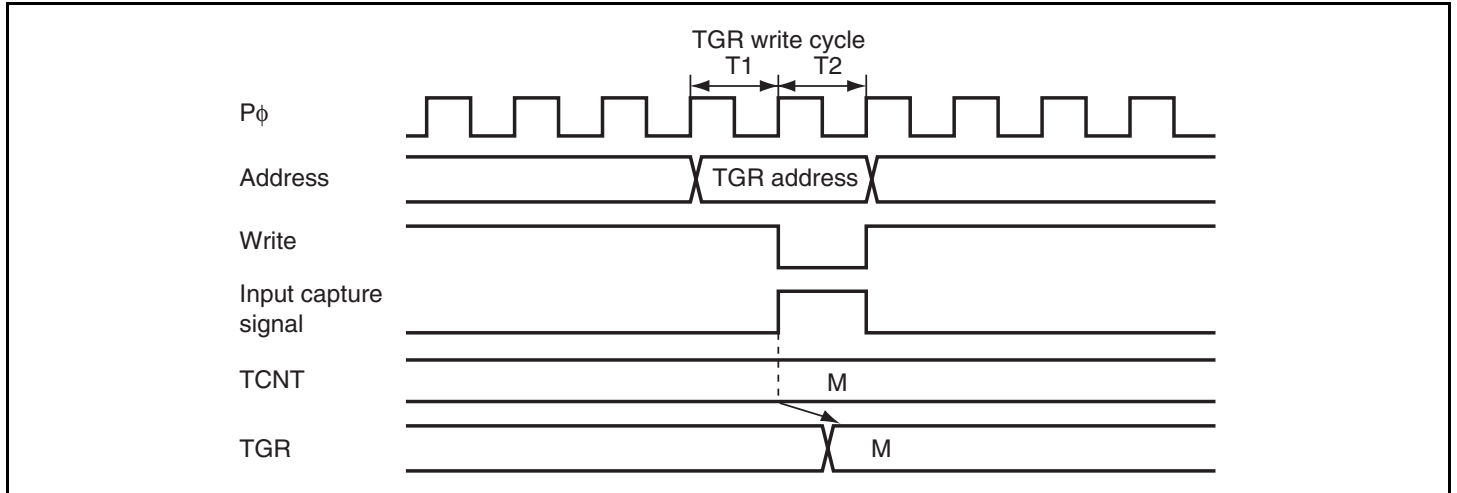 TGR write cycle
T1 T2
Pϕ
Address
TGR address
Write
Input capture
signal
TCNT
M
TGR
M